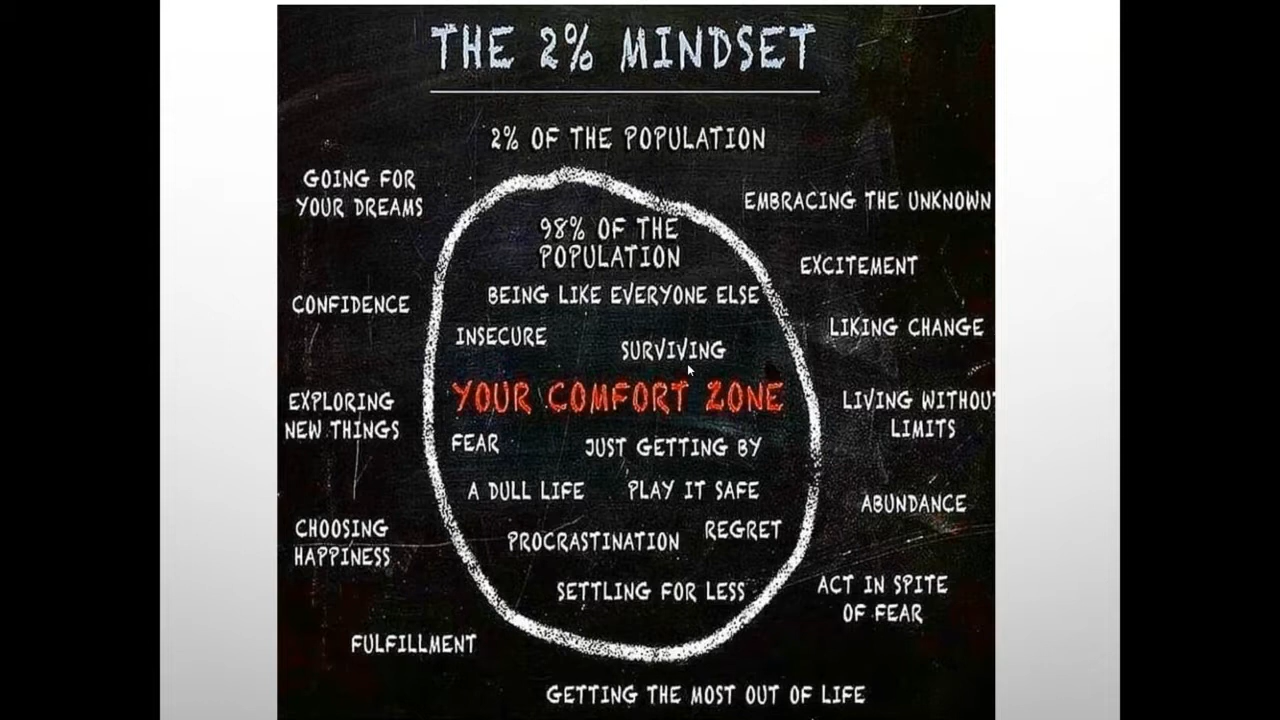 THE 2% MINDSET
2% OF THE POPULATION
GOING FOR
YOUR DREAMS
EMBRACING THE UNKNOWN
98% OF THE
POPULATION
EXCITEMENT
BEING LIKE EVERYONE ELSE
CONFIDENCE
LIKING CHANGE
INSECURE
SURVIVING
YOUR COMFORT ZONE
EXPLORING
NEW THINGS
LIVING WITHOUT
LIMITS
FEAR
JUST GETTING BY
A DULL LIFE
PLAY IT SAFE
ABUNDANCE
CHOOSING
HAPPINESS
PROCRASTINATION
REGRET
SETTLING FOR LESS
ACT IN SPITE
OF FEAR
FULFILLMENT
GETTING THE MOST OUT OF LIFE